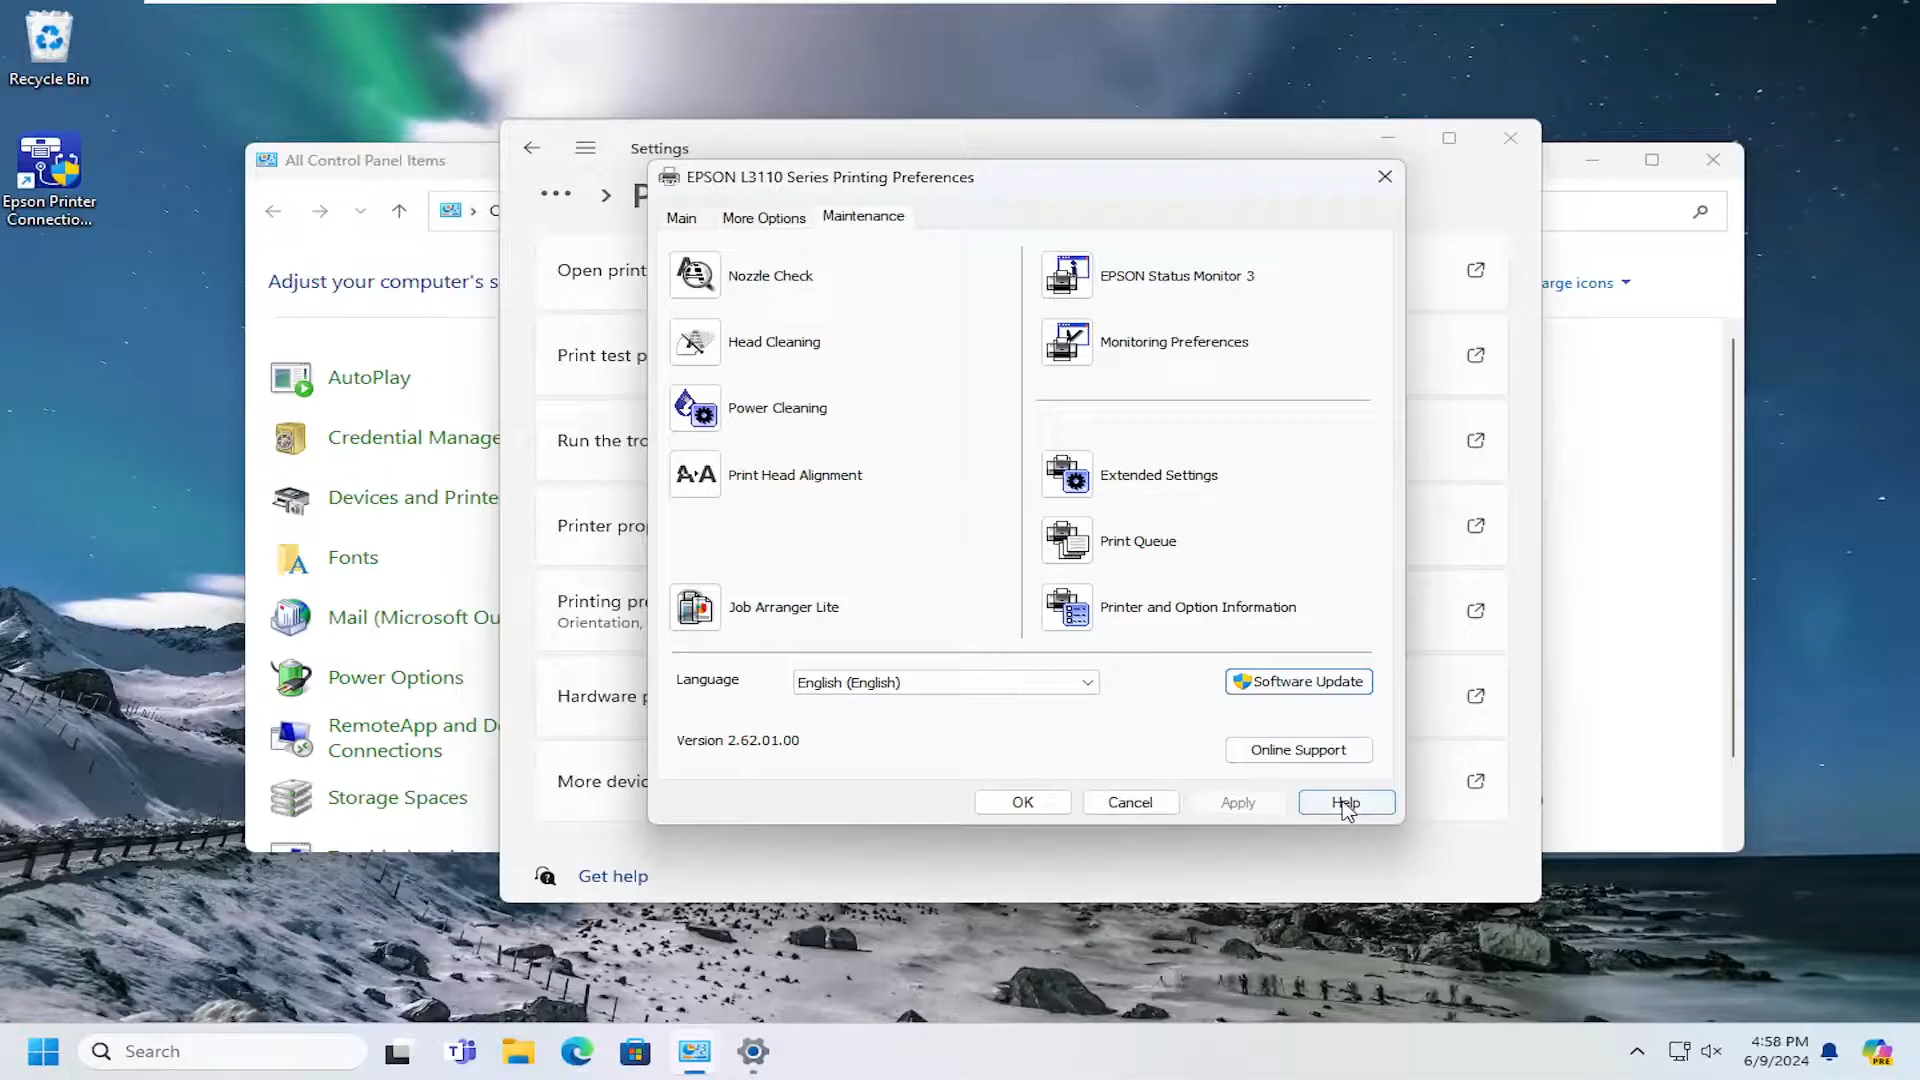 Recycle Bin
Epson Printer
Connectio...
All Control Panel Items
Adjust your computer's s
AutoPlay
Credential Manage
Devices and Printe
Fonts
Mail (Microsoft Ou
Power Options
RemoteApp and D
Connections
Storage Spaces
arge icons
Settings
Open print
Print test p
Run the tro
Printer prop
Printing pre
Orientation,
Hardware p
More devic
Get help
EPSON L3110 Series Printing Preferences
Main
More Options
Maintenance
Nozzle Check
Head Cleaning
Power Cleaning
Print Head Alignment
Job Arranger Lite
EPSON Status Monitor 3
Monitoring Preferences
Extended Settings
Print Queue
Printer and Option Information
Language
English (English)
Software Update
Version 2.62.01.00
Online Support
OK
Cancel
Apply
Help
Search
4:58 PM
6/9/2024
PRE